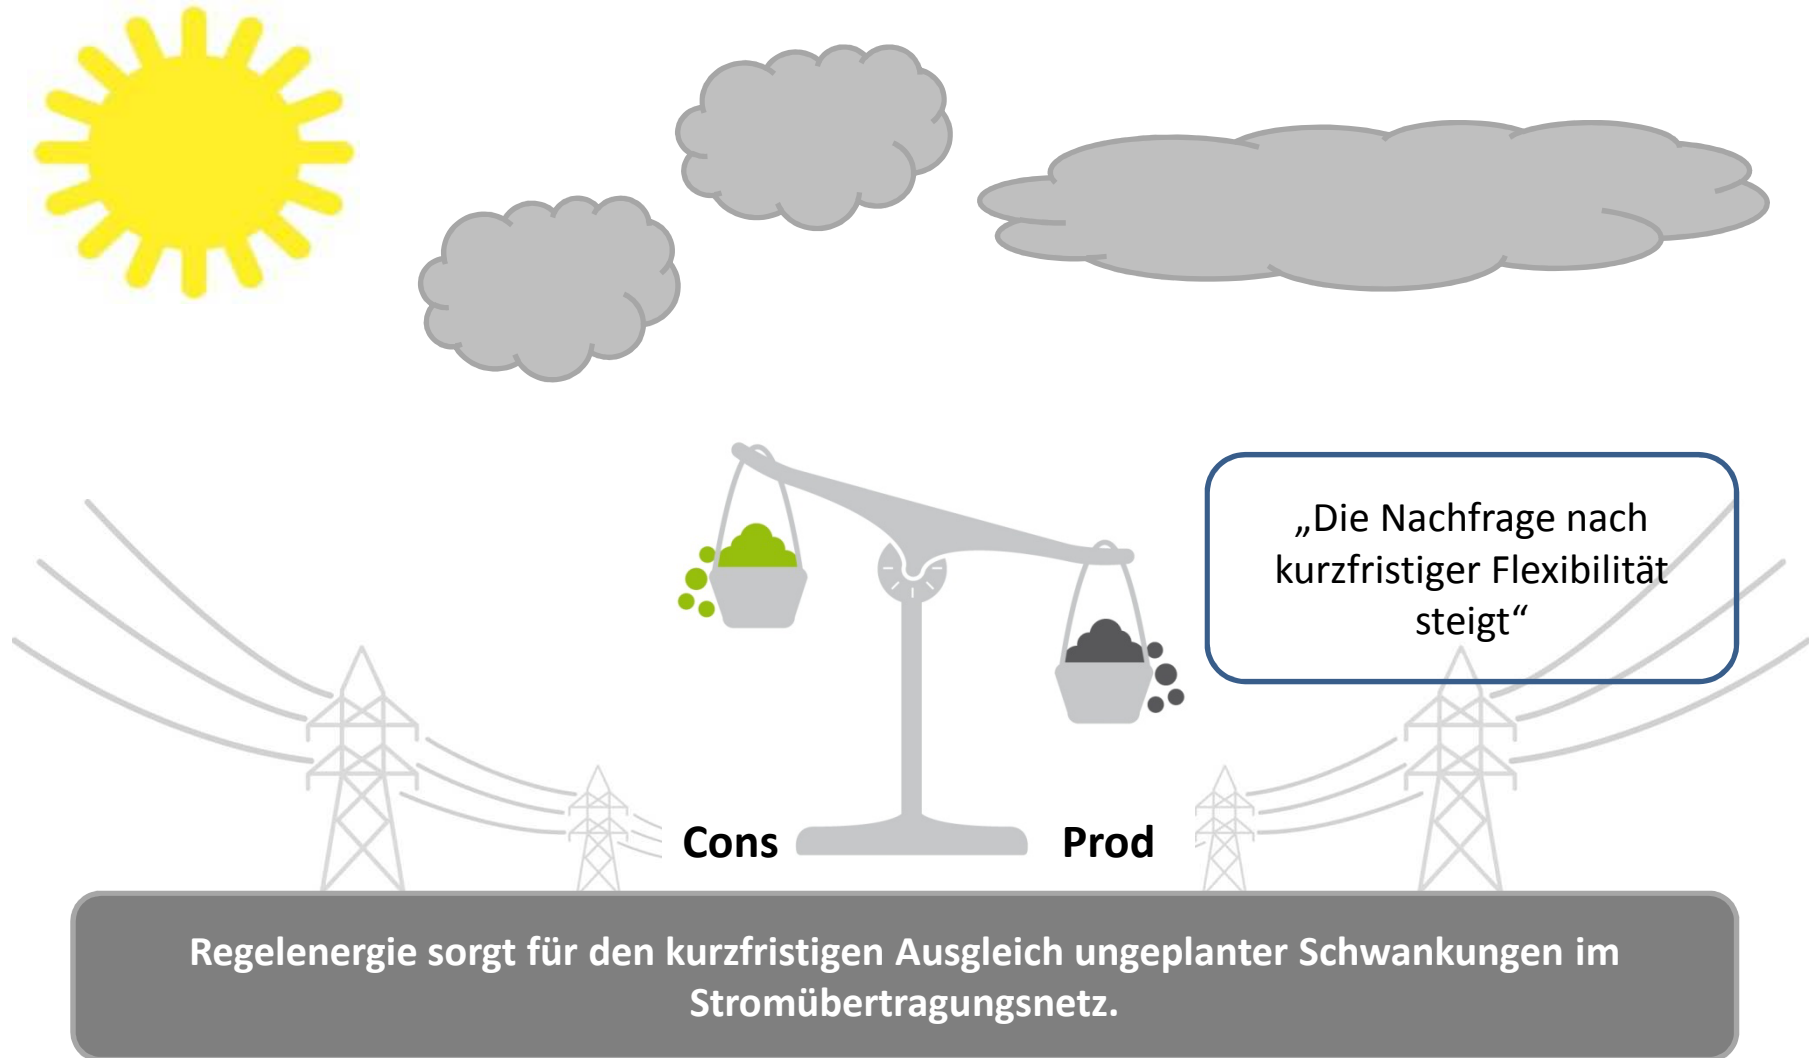 „Die Nachfrage nach
kurzfristiger Flexibilität
steigt“
Cons
Prod
Regelenergie sorgt für den kurzfristigen Ausgleich ungeplanter Schwankungen im
Stromübertragungsnetz.